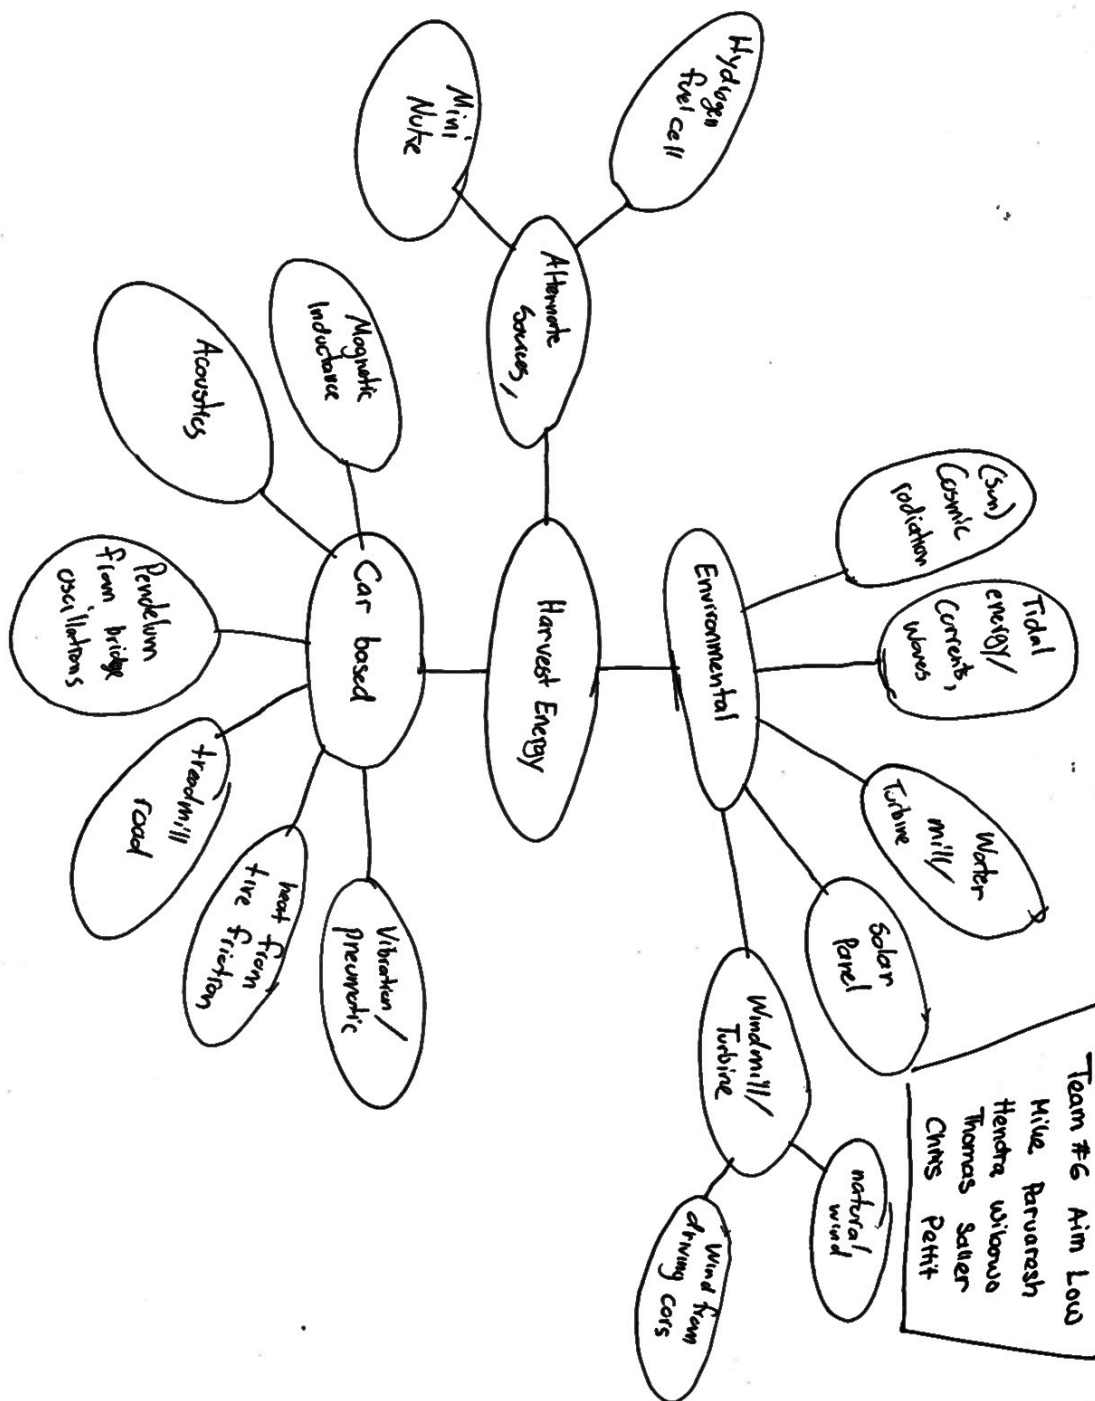 Team #6 Aim Low
Mike Parvaresh
Hendra Wibowo
Thomas Saller
Chris Pettit
(sun)
Cosmic
radiation
Tidal
energy/
Currents,
waves
Water
mill/
Turbine
Solar
Panel
natural
wind
Windmill/
Turbine
Wind from
driving cars
Environmental
Hydrogen
fuel cell
Alternate
Sources/
Mini
Nuke
Harvest Energy
Car based
Magnetic
Inductance
Acoustics
Pendelum
from bridge
oscillations
treadmill
road
heat from
tire friction
Vibration/
pneumatic